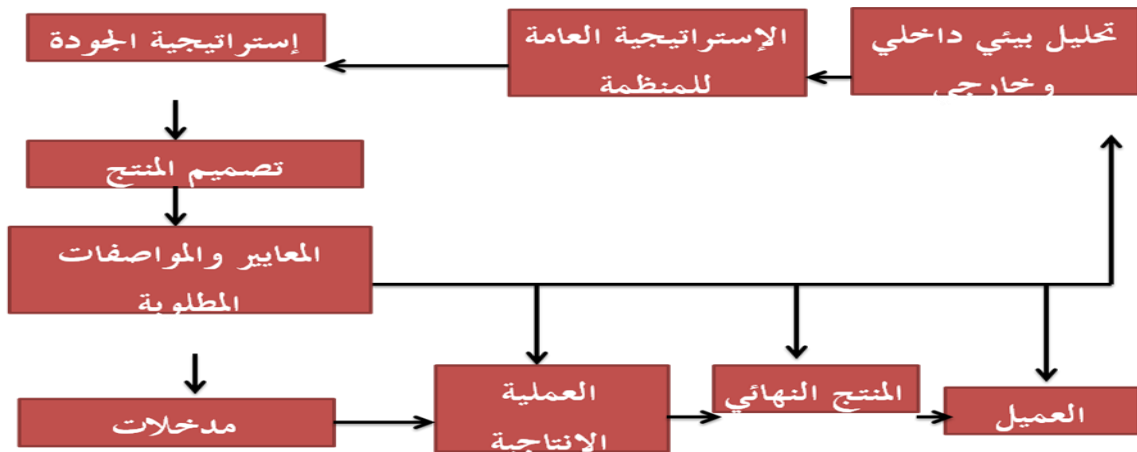 تحليل بيئي داخلي
وخارجي
الإستراتيجية العامة
للمنظمة
إستراتيجية الجودة
تصميم المنتج
المعايير والمواصفات
المطلوبة
مدخلات
العملية
الإنتاجية
المنتج النهائي
العميل